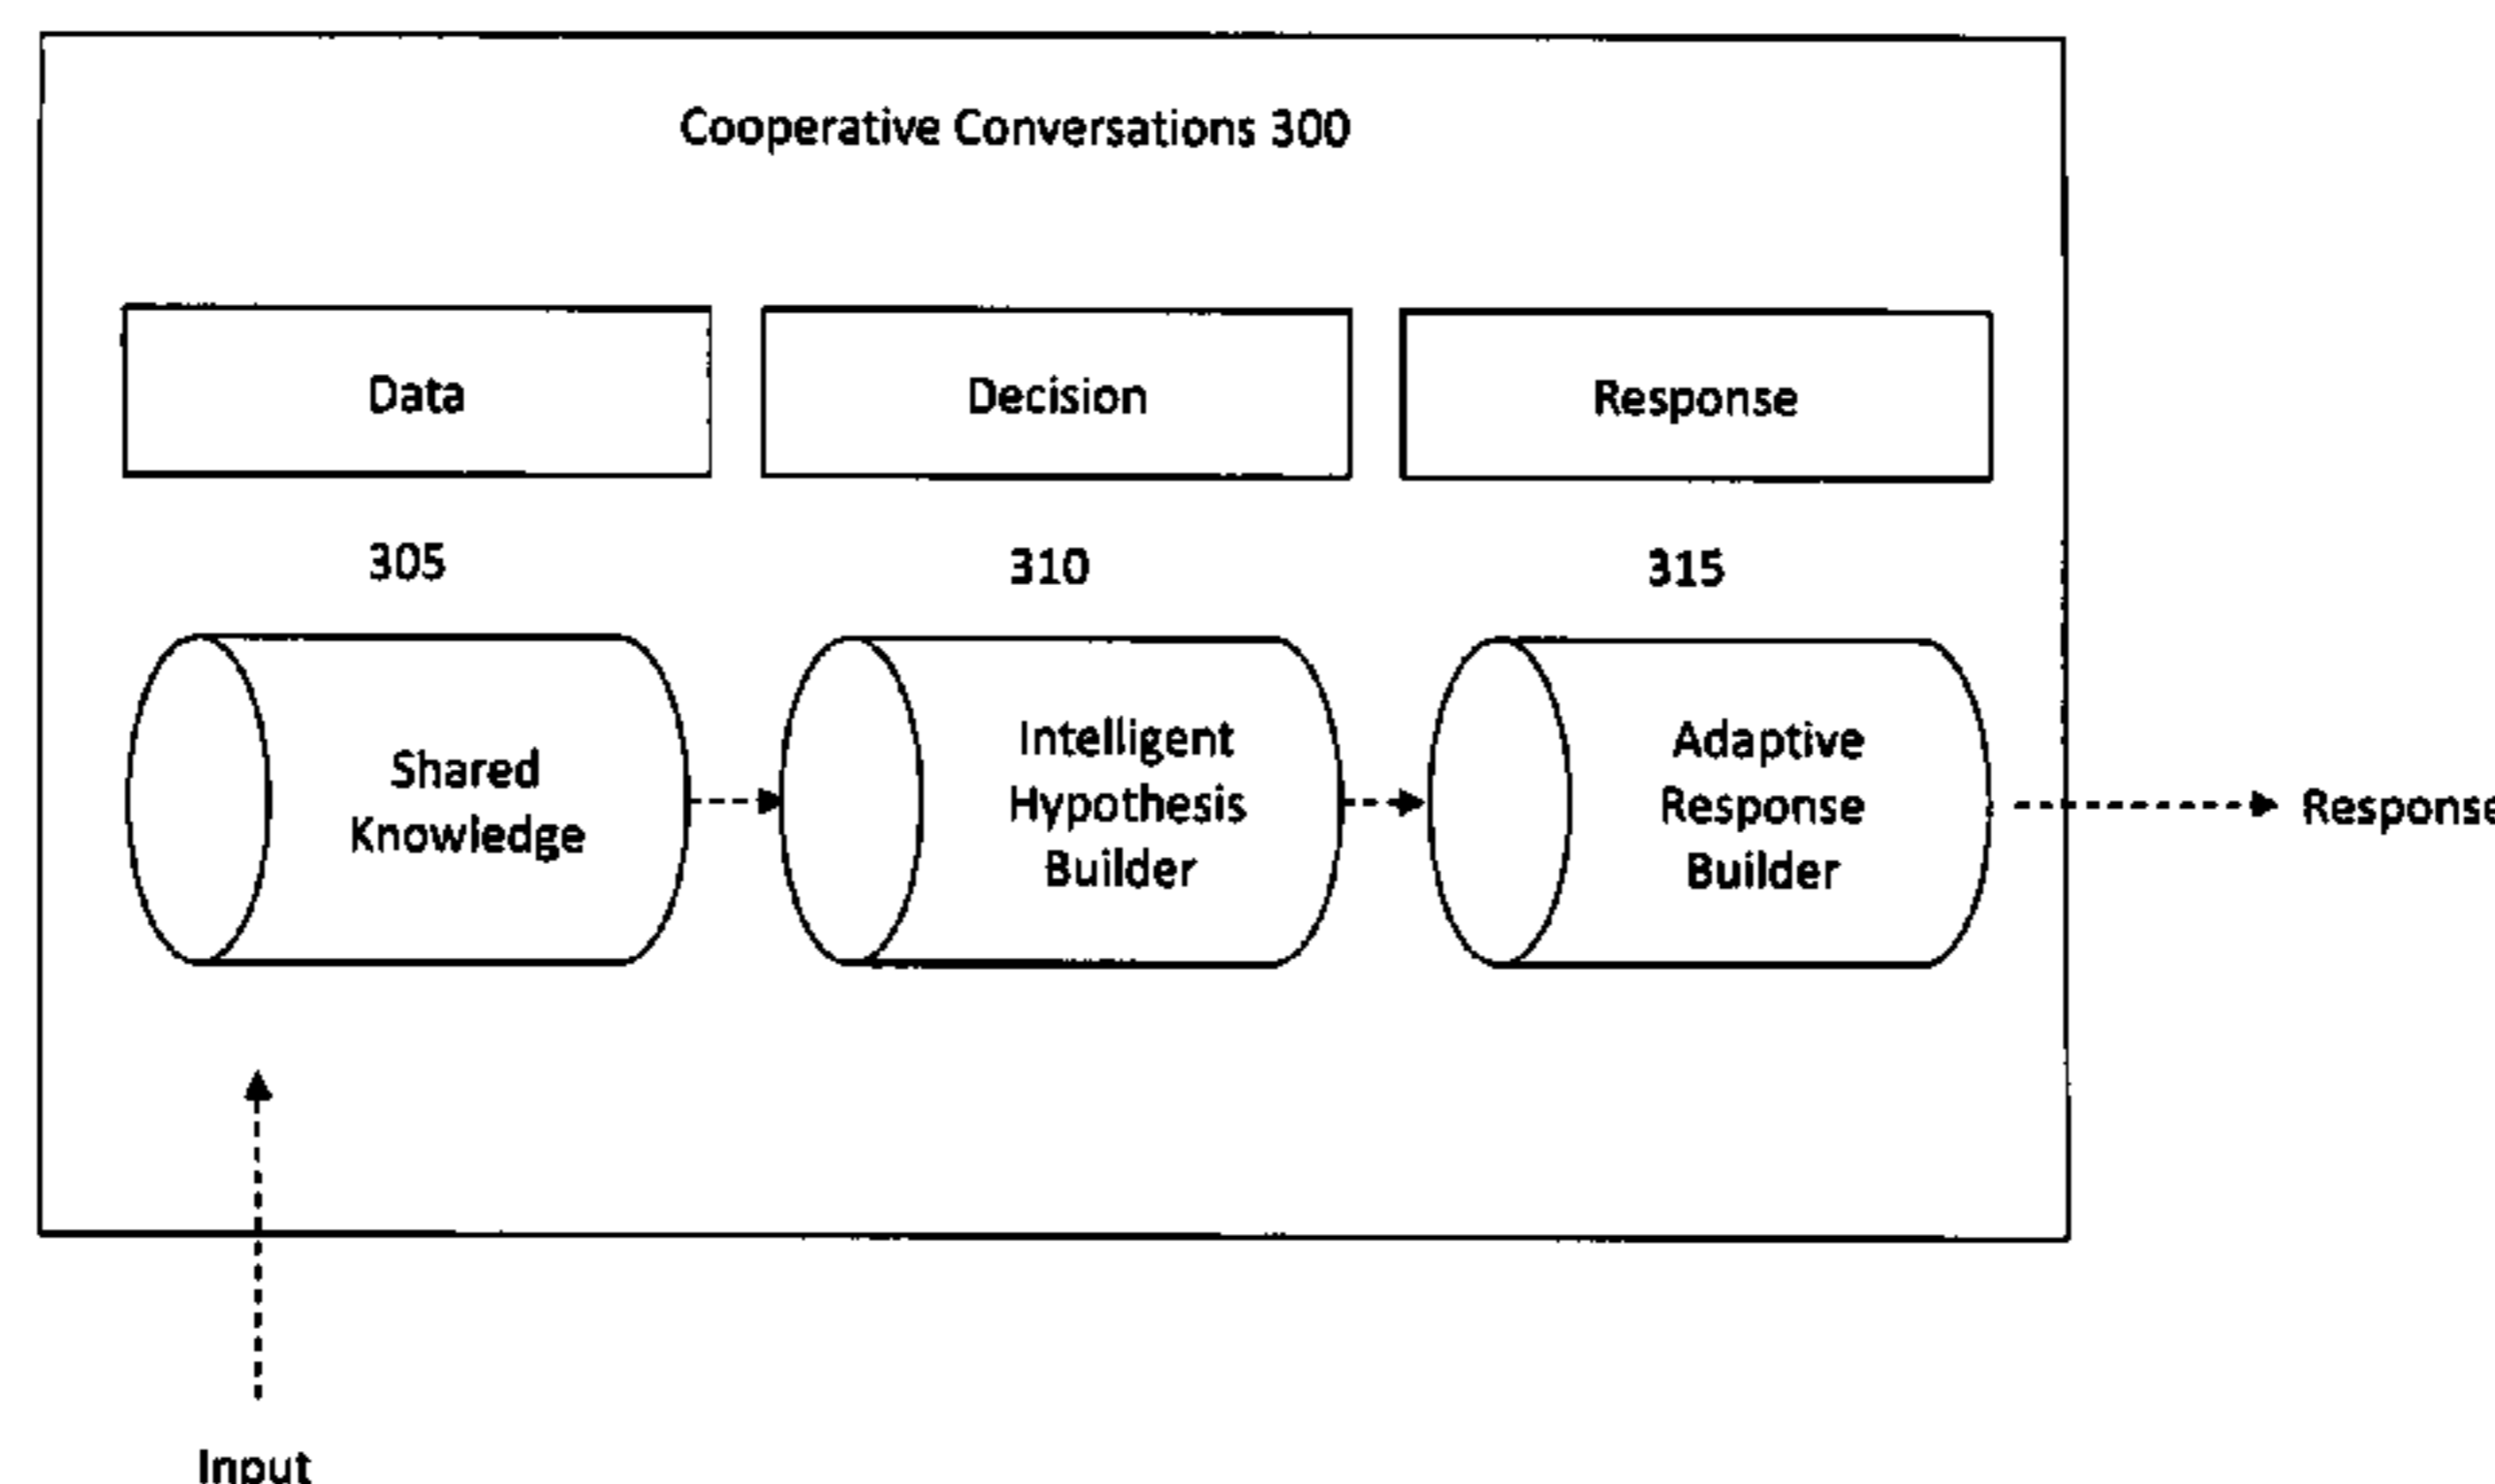 Cooperative Conversations 300
Data
Decision
Response
305
310
315
Shared
Knowledge
Intelligent
Hypothesis
Builder
Adaptive
Response
Builder
Response
Input